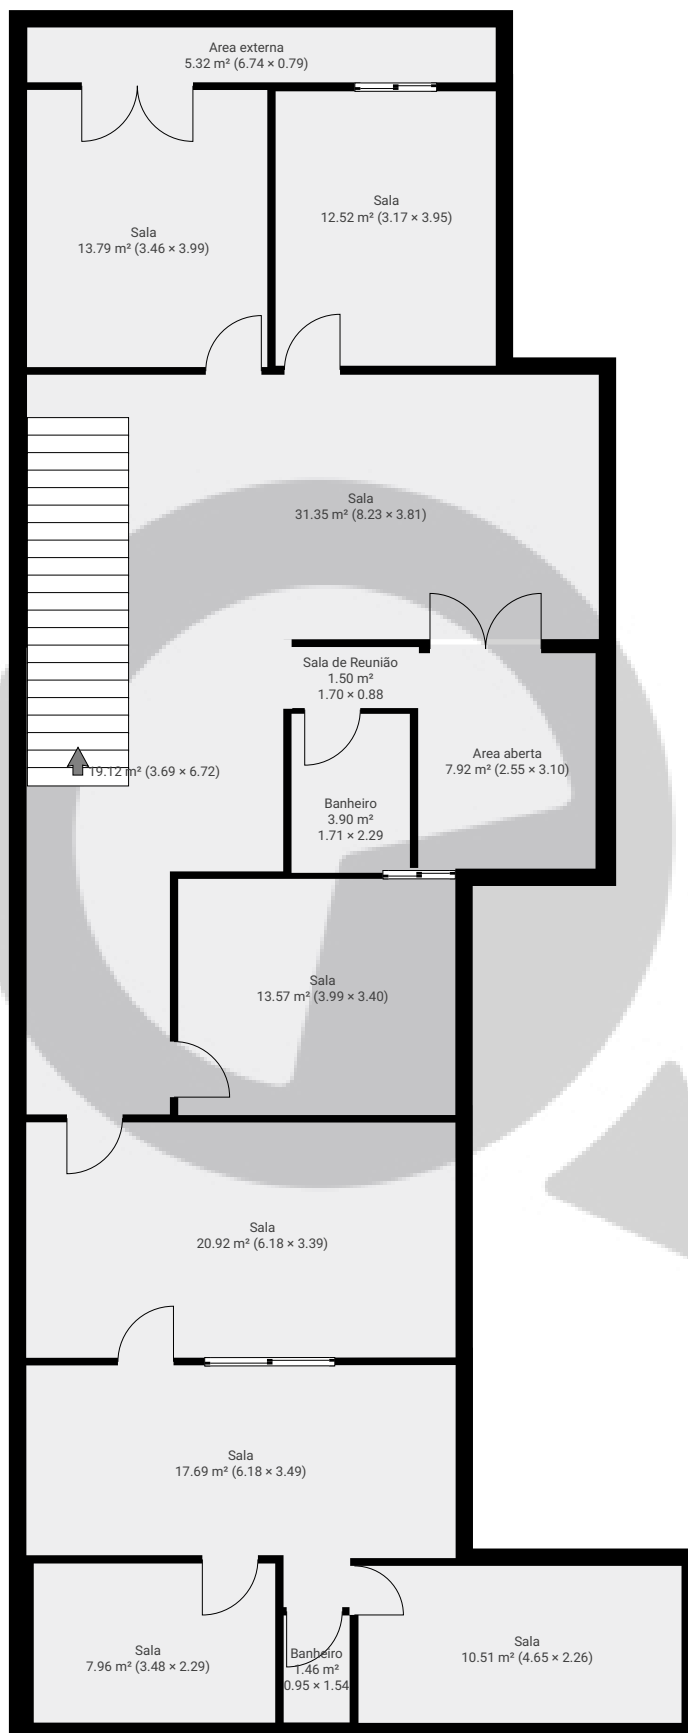 Area externa
5.32 m² (6.74 × 0.79)
Sala
12.52 m² (3.17 × 3.95)
Sala
13.79 m² (3.46 × 3.99)
Sala
31.35 m² (8.23 × 3.81)
Sala de Reunião
1.50 m²
1.70 × 0.88
Area aberta
7.92 m² (2.55 × 3.10)
19.12 m² (3.69 × 6.72)
Banheiro
3.90 m²
1.71 × 2.29
Sala
13.57 m² (3.99 × 3.40)
Sala
20.92 m² (6.18 × 3.39)
Sala
17.69 m² (6.18 × 3.49)
Sala
7.96 m² (3.48 × 2.29)
Banheiro
1.46 m²
0.95 × 1.54
Sala
10.51 m² (4.65 × 2.26)